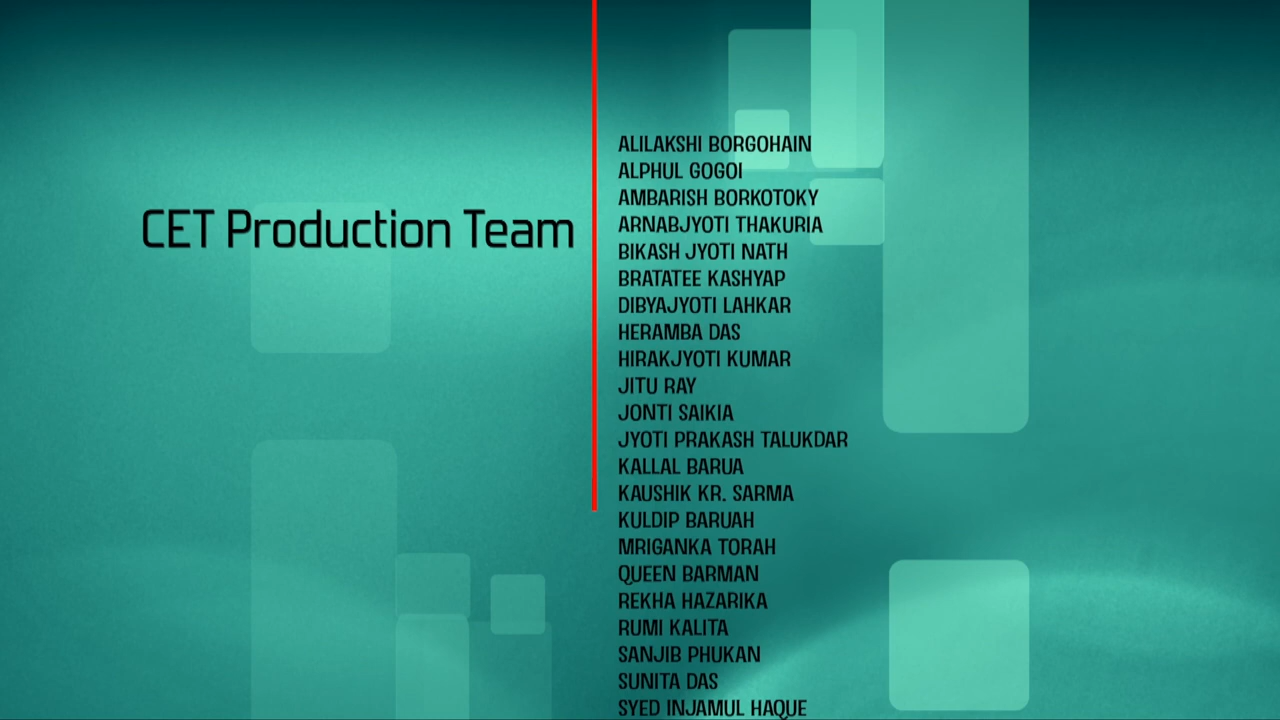 CET Production Team
ALILAKSHI BORGOHAIN
ALPHUL GOGOI
AMBARISH BORKOTOKY
ARNABJYOTI THAKURIA
BIKASH JYOTI NATH
BRATATEE KASHYAP
DIBYAJYOTI LAHKAR
HERAMBA DAS
HIRAKJYOTI KUMAR
JITU RAY
JONTI SAIKIA
JYOTI PRAKASH TALUKDAR
KALLAL BARUA
KAUSHIK KR. SARMA
KULDIP BARUAH
MRIGANKA TORAH
QUEEN BARMAN
REKHA HAZARIKA
RUMI KALITA
SANJIB PHUKAN
SUNITA DAS
SYED INJAMUL HAQUE